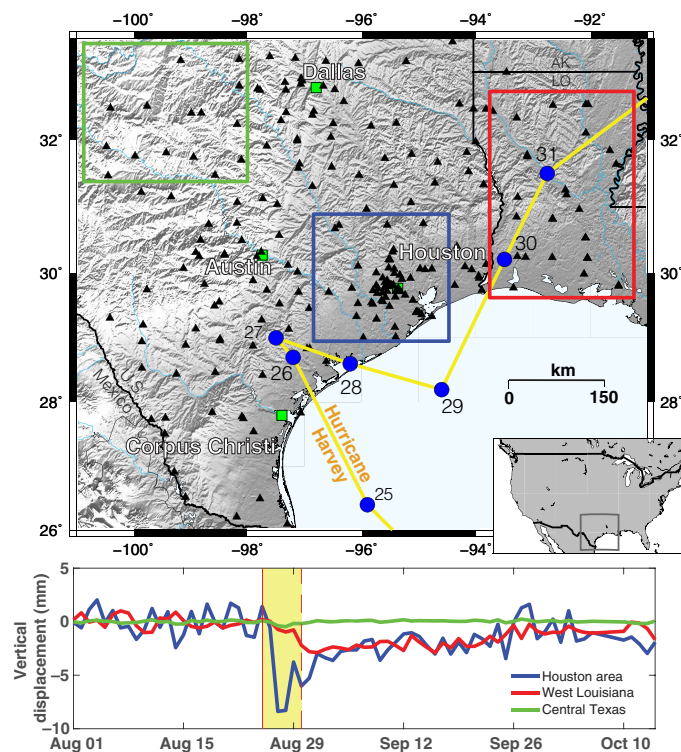 -100° -98° -96° -94° -92°
Dallas
AK
LO
32°
32°
31
Houston
30
30°
30°
Austin
27
26
28
29
km
0 150
28°
28°
U.S
Mexico
Corpus Christi
Hurricane
Harvey
25
26°
-100° -98° -96° -94° -92°
Vertical
displacement (mm)
5
0
−5
−10
Houston area
West Louisiana
Central Texas
Aug 01 Aug 15 Aug 29 Sep 12 Sep 26 Oct 10